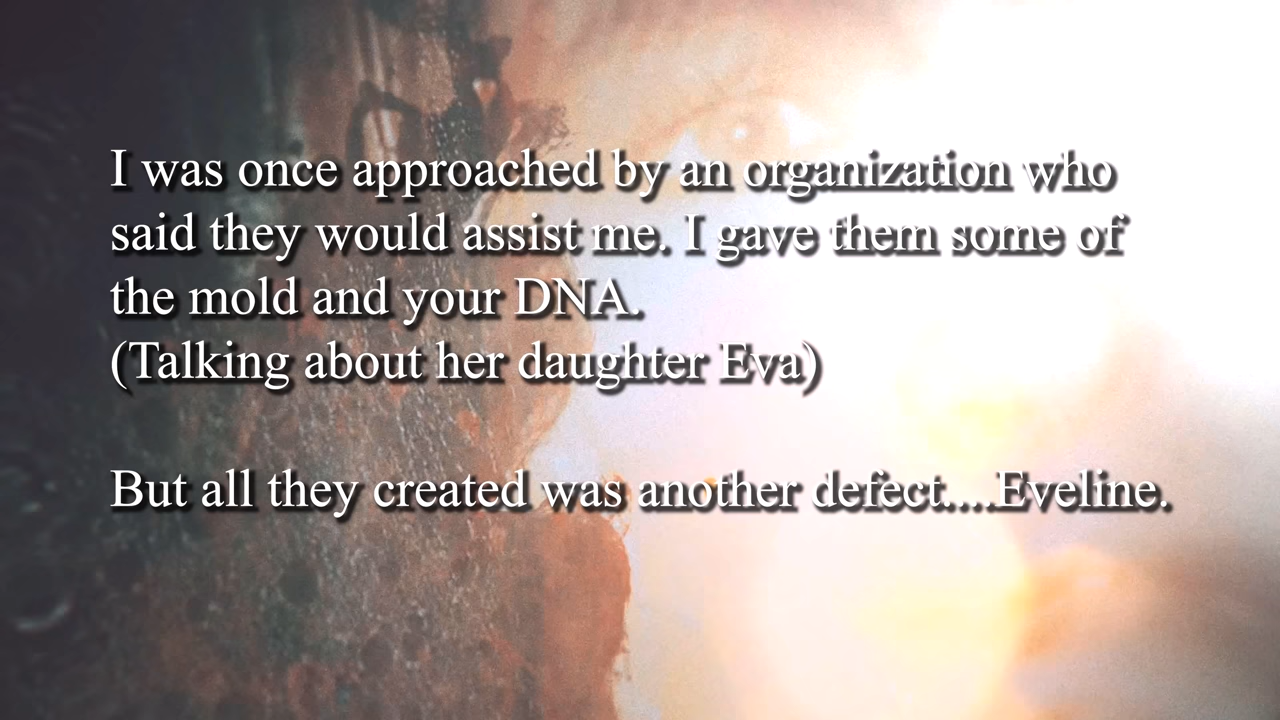 I was once approached by an organization who
said they would assist me. I gave them some of
the mold and your DNA.
(Talking about her daughter Eva)
But all they created was another defect....Eveline.